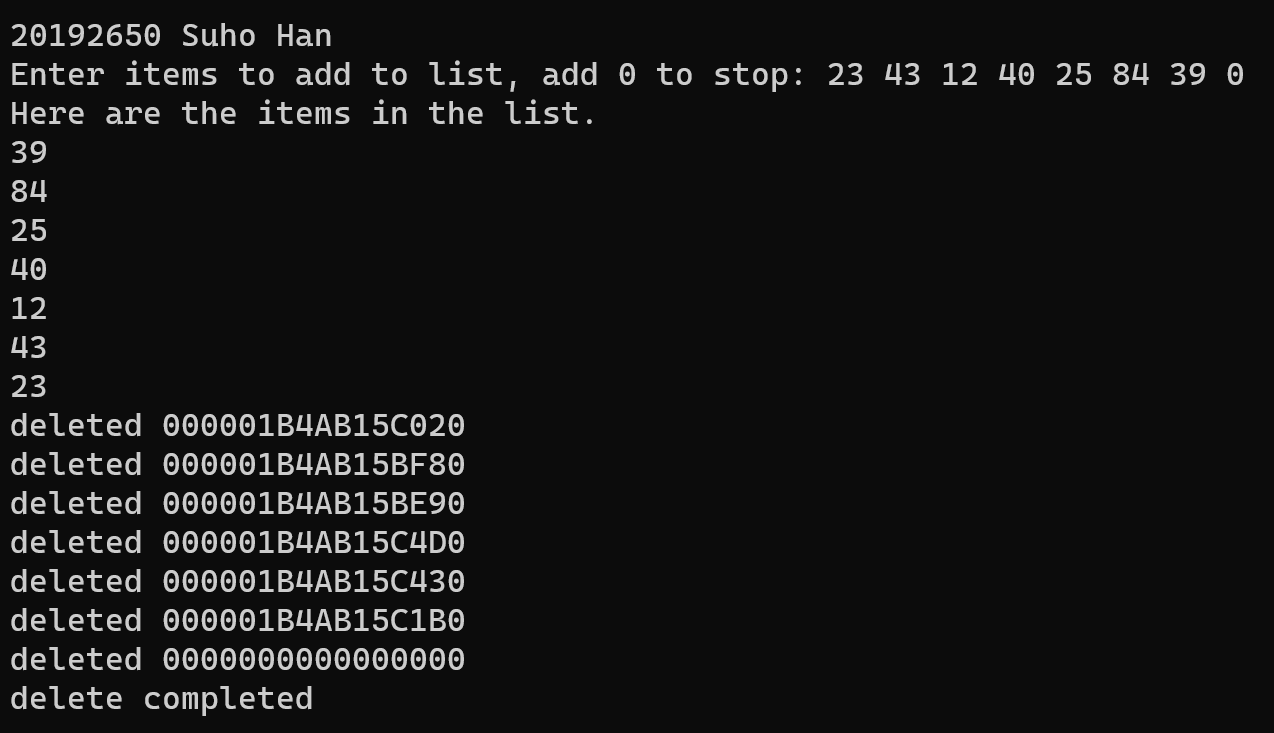 20192650 Suho Han
Enter items to add to list, add 0 to stop: 23 43 12 40 25 84 39 0
Here are the items in the list.
39
84
25
40
12
43
23
deleted 000001B4AB15C020
deleted 000001B4AB15BF80
deleted 000001B4AB15BE90
deleted 000001B4AB15C4D0
deleted 000001B4AB15C430
deleted 000001B4AB15C1B0
deleted 0000000000000000
delete completed